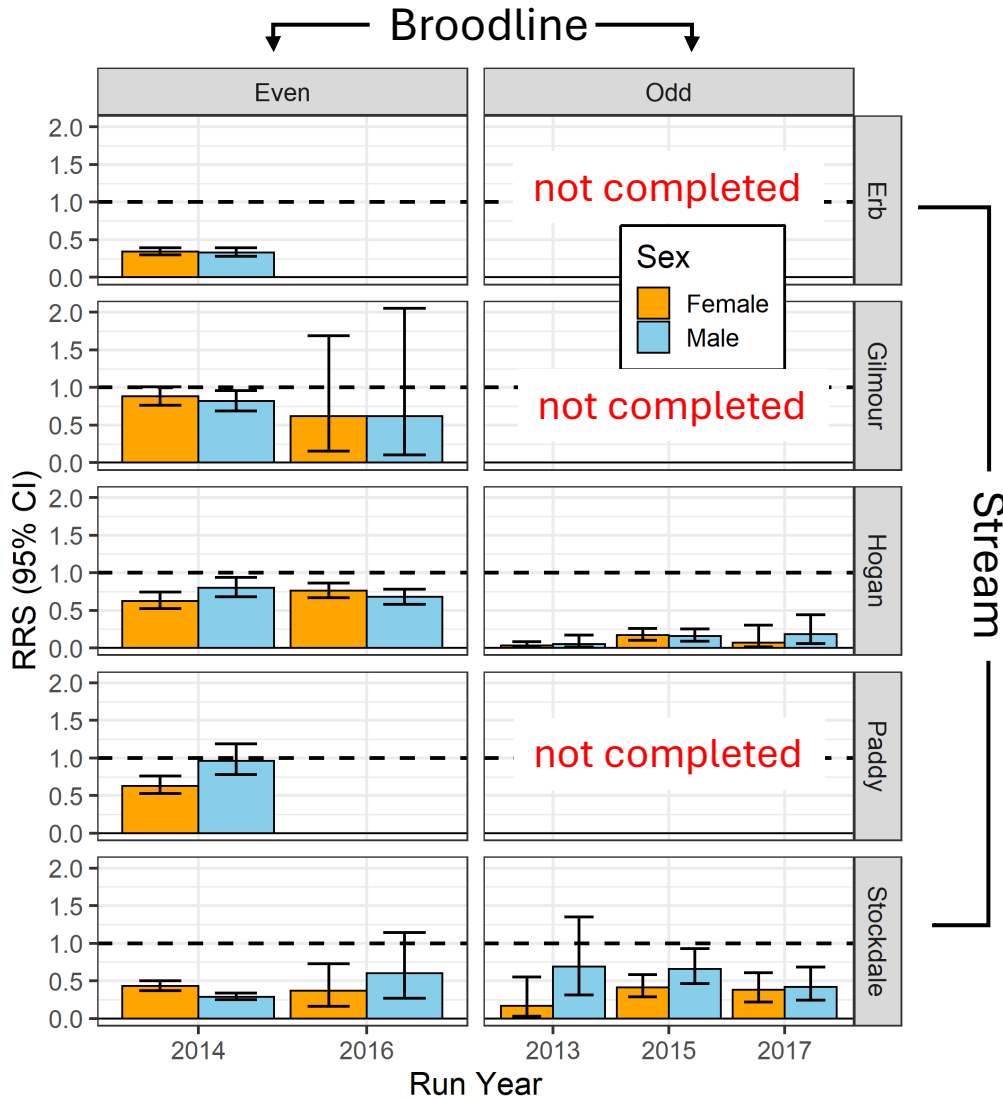 Broodline
Even
Odd
RRS (95% CI)
2.0
1.5
1.0
0.5
0.0
not completed
Erb
Sex
Female
Male
2.0
1.5
1.0
0.5
0.0
not completed
Gilmour
2.0
1.5
1.0
0.5
0.0
Hogan
2.0
1.5
1.0
0.5
0.0
not completed
Paddy
2.0
1.5
1.0
0.5
0.0
Stockdale
Stream
2014
2016
2013
2015
2017
Run Year